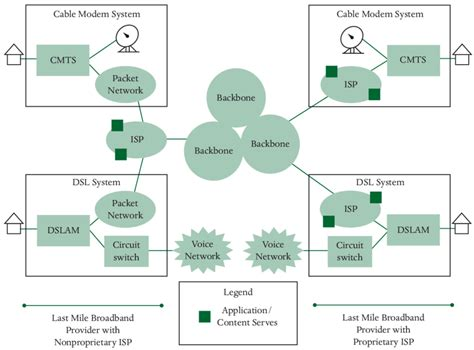 Cable Modem System
CMTS
Packet
Network
ISP
Backbone
Backbone
Backbone
Cable Modem System
ISP
CMTS
DSL System
Packet
Network
DSLAM
Circuit
switch
Voice
Network
Voice
Network
DSL System
ISP
DSLAM
Circuit
switch
Legend
Application/
Content Serves
Last Mile Broadband
Provider with
Nonproprietary ISP
Last Mile Broadband
Provider with
Proprietary ISP